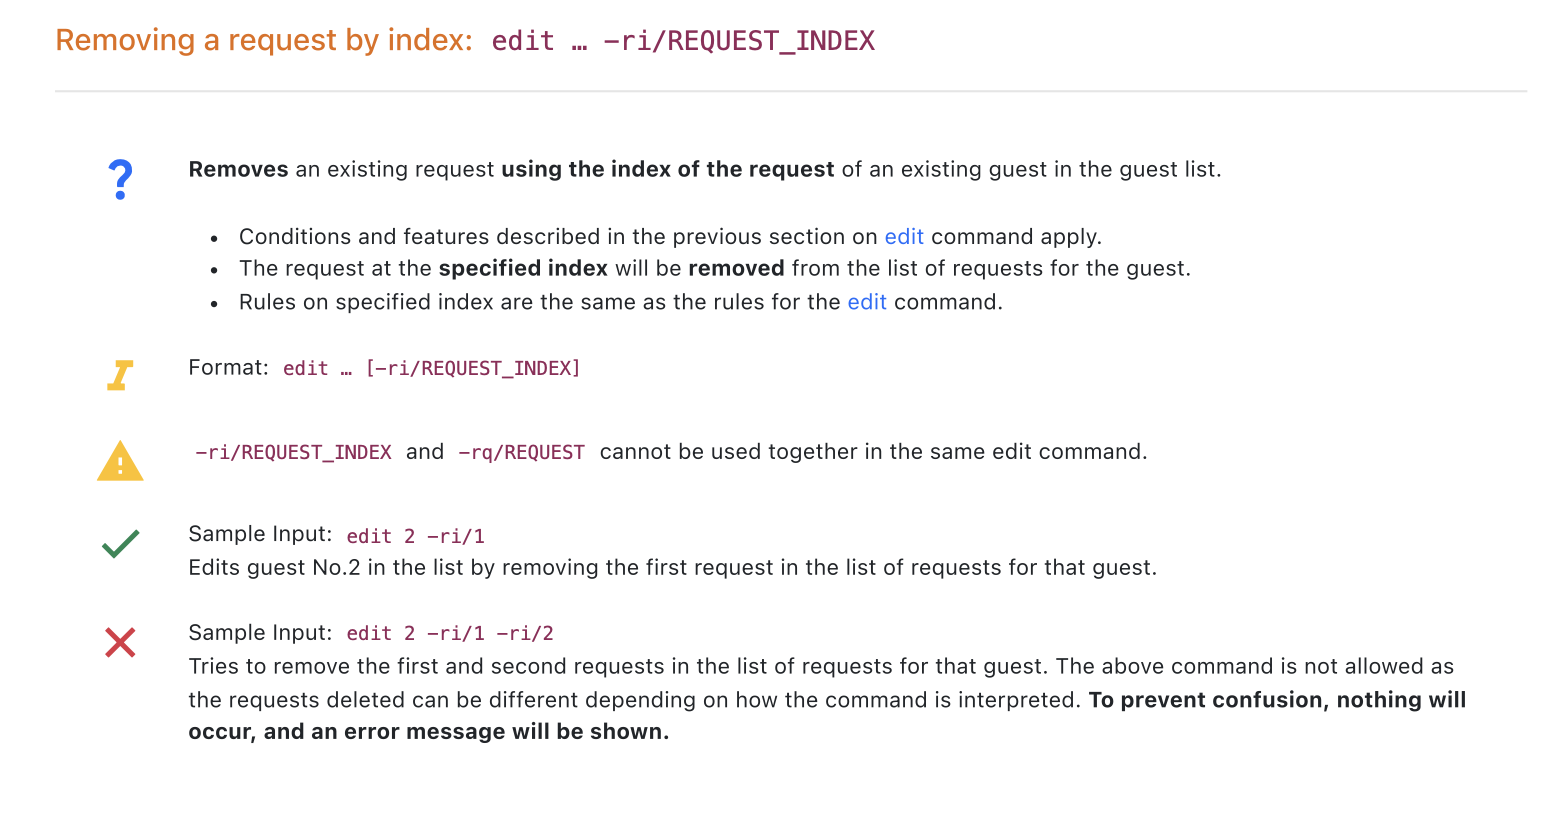 Removing a request by index: edit … -ri/REQUEST_INDEX
Removes an existing request using the index of the request of an existing guest in the guest list.
• Conditions and features described in the previous section on edit command apply.
• The request at the specified index will be removed from the list of requests for the guest.
• Rules on specified index are the same as the rules for the edit command.
Format: edit … [-ri/REQUEST_INDEX]
-ri/REQUEST_INDEX and -rq/REQUEST cannot be used together in the same edit command.
Sample Input: edit 2 -ri/1
Edits guest No.2 in the list by removing the first request in the list of requests for that guest.
Sample Input: edit 2 -ri/1 -ri/2
Tries to remove the first and second requests in the list of requests for that guest. The above command is not allowed as
the requests deleted can be different depending on how the command is interpreted. To prevent confusion, nothing will
occur, and an error message will be shown.